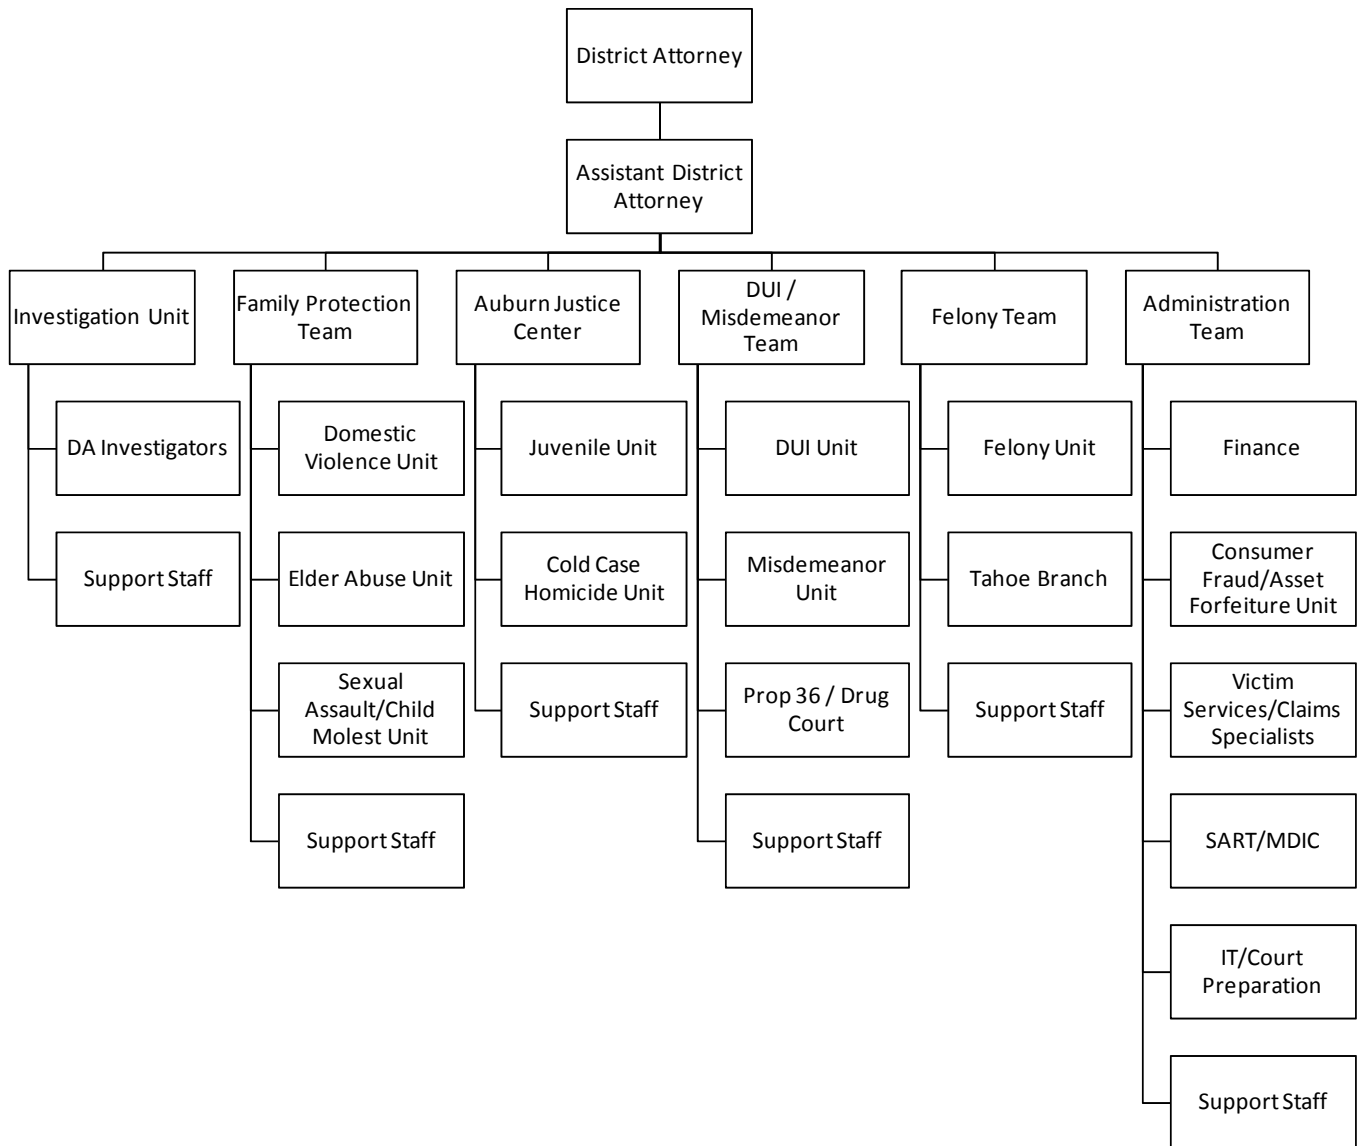 District Attorney
Assistant District
Attorney
Investigation Unit
Family Protection
Team
Auburn Justice
Center
DUI /
Misdemeanor
Team
Felony Team
Administration
Team
DA Investigators
Support Staff
Domestic
Violence Unit
Elder Abuse Unit
Sexual
Assault/Child
Molest Unit
Support Staff
Juvenile Unit
Cold Case
Homicide Unit
Support Staff
DUI Unit
Misdemeanor
Unit
Prop 36 / Drug
Court
Support Staff
Felony Unit
Tahoe Branch
Support Staff
Finance
Consumer
Fraud/Asset
Forfeiture Unit
Victim
Services/Claims
Specialists
SART/MDIC
IT/Court
Preparation
Support Staff